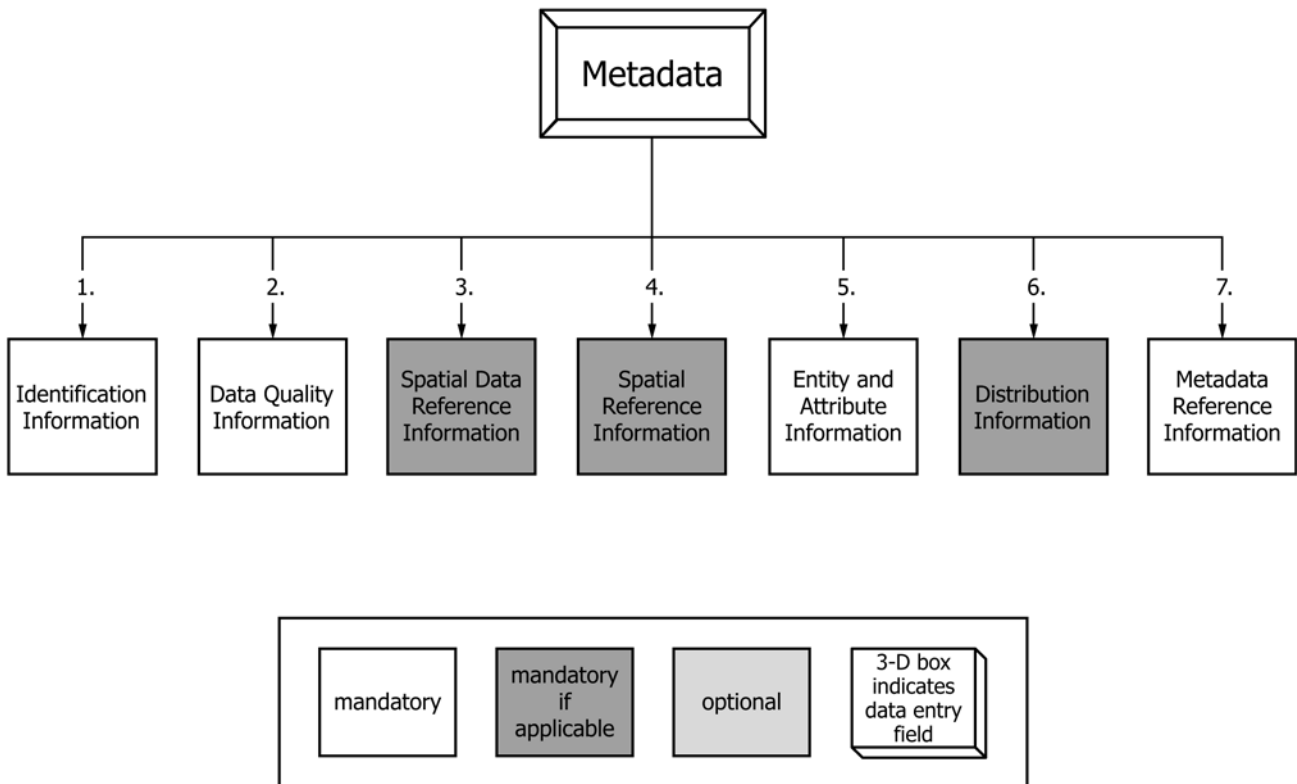 Metadata
1.
2.
3.
4.
5.
6.
7.
Identification
Information
Data Quality
Information
Spatial Data
Reference
Information
Spatial
Reference
Information
Entity and
Attribute
Information
Distribution
Information
Metadata
Reference
Information
mandatory
mandatory
if
applicable
optional
3-D box
indicates
data entry
field